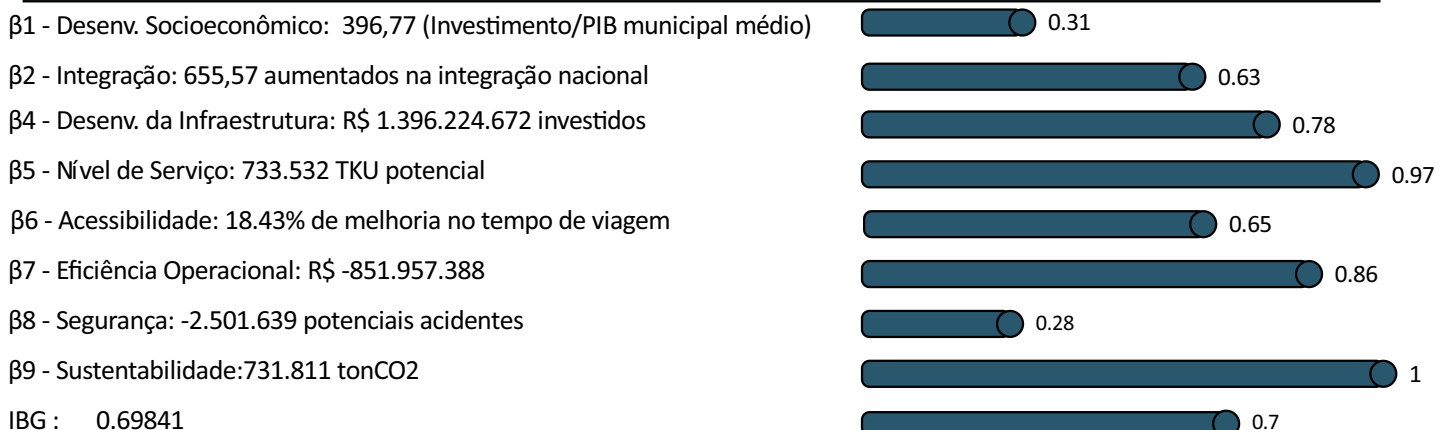 β1 - Desenv. Socioeconômico: 396,77 (Investimento/PIB municipal médio) 0.31
β2 - Integração: 655,57 aumentados na integração nacional 0.63
β4 - Desenv. da Infraestrutura: R$ 1.396.224.672 investidos 0.78
β5 - Nível de Serviço: 733.532 TKU potencial 0.97
β6 - Acessibilidade: 18.43% de melhoria no tempo de viagem 0.65
β7 - Eficiência Operacional: R$ -851.957.388 0.86
β8 - Segurança: -2.501.639 potenciais acidentes 0.28
β9 - Sustentabilidade:731.811 tonCO2 1
IBG : 0.69841 0.7